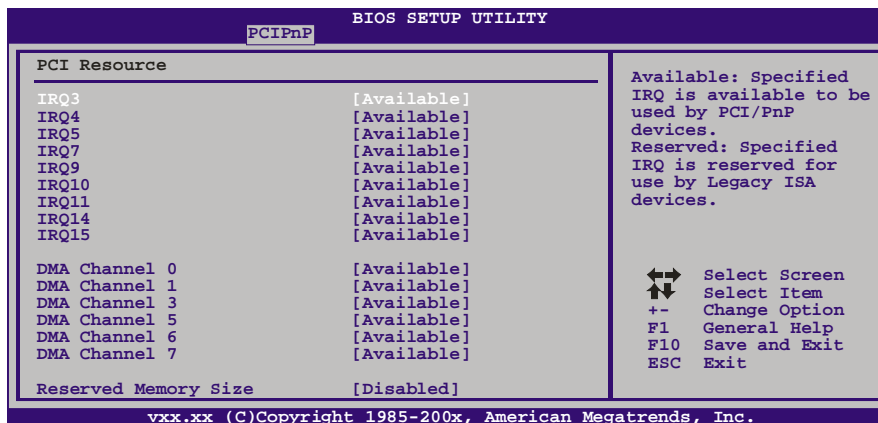 BIOS SETUP UTILITY
PCIPnP
PCI Resource
IRQ3 [Available]
IRQ4 [Available]
IRQ5 [Available]
IRQ7 [Available]
IRQ9 [Available]
IRQ10 [Available]
IRQ11 [Available]
IRQ14 [Available]
IRQ15 [Available]
DMA Channel 0 [Available]
DMA Channel 1 [Available]
DMA Channel 3 [Available]
DMA Channel 5 [Available]
DMA Channel 6 [Available]
DMA Channel 7 [Available]
Reserved Memory Size [Disabled]
Available: Specified
IRQ is available to be
used by PCI/PnP
devices.
Reserved: Specified
IRQ is reserved for
use by Legacy ISA
devices.
Select Screen
Select Item
+- Change Option
F1 General Help
F10 Save and Exit
ESC Exit
vxx.xx (C)Copyright 1985-200x, American Megatrends, Inc.